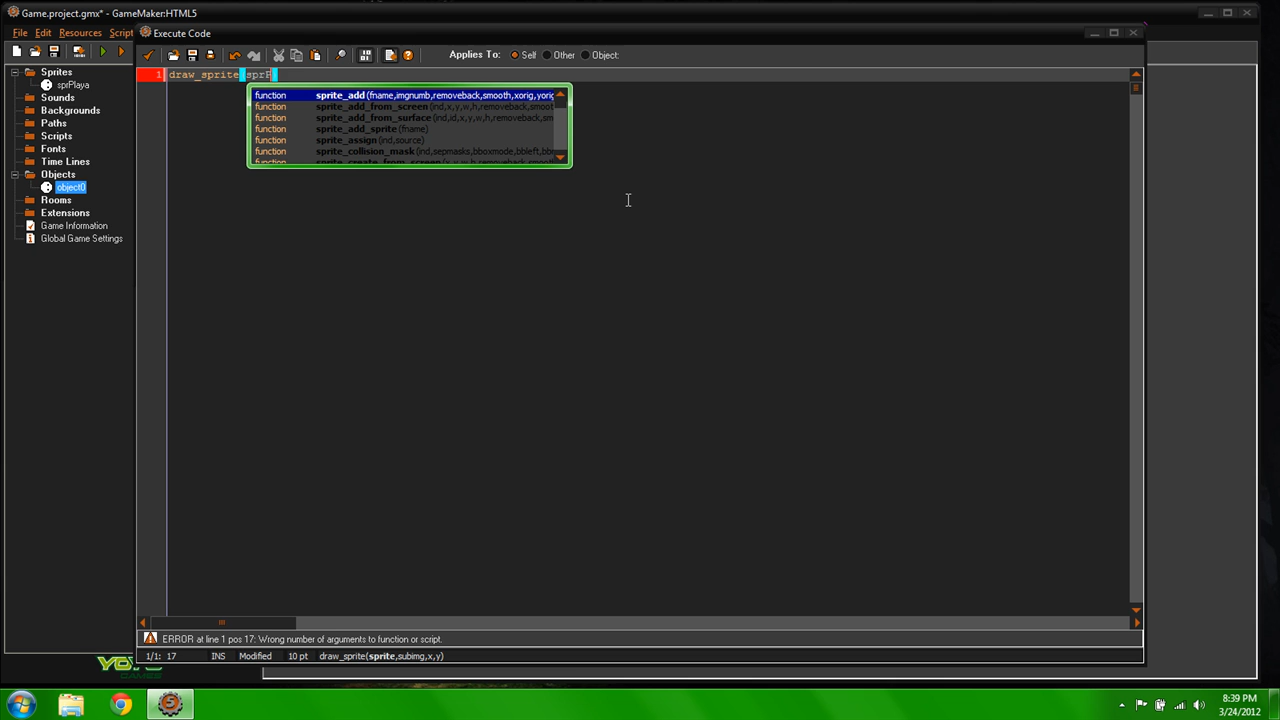 Game.project.gmx* - GameMaker:HTML5
File Edit Resources Script
Execute Code
Applies To: Self Other Object:
1 draw_sprite(sprP)
Sprites
sprPlaya
Sounds
Backgrounds
Paths
Scripts
Fonts
Time Lines
Objects
object0
Rooms
Extensions
Game Information
Global Game Settings
function sprite_add(fname,imgnumb,removeback,smooth,xorig,yorig
function sprite_add_from_screen(ind,x,y,w,h,removeback,smoot
function sprite_add_from_surface(ind,id,x,y,w,h,removeback,sm
function sprite_add_sprite(fname)
function sprite_assign(ind,source)
function sprite_collision_mask(ind,sepmasks,bboxmode,bbleft,bb
function sprite_create_from_screen(x,y,w,h,removeback,smooth
ERROR at line 1 pos 17: Wrong number of arguments to function or script.
1/1: 17 INS Modified 10 pt draw_sprite(sprite,subimg,x,y)
GAMES
8:39 PM
3/24/2012